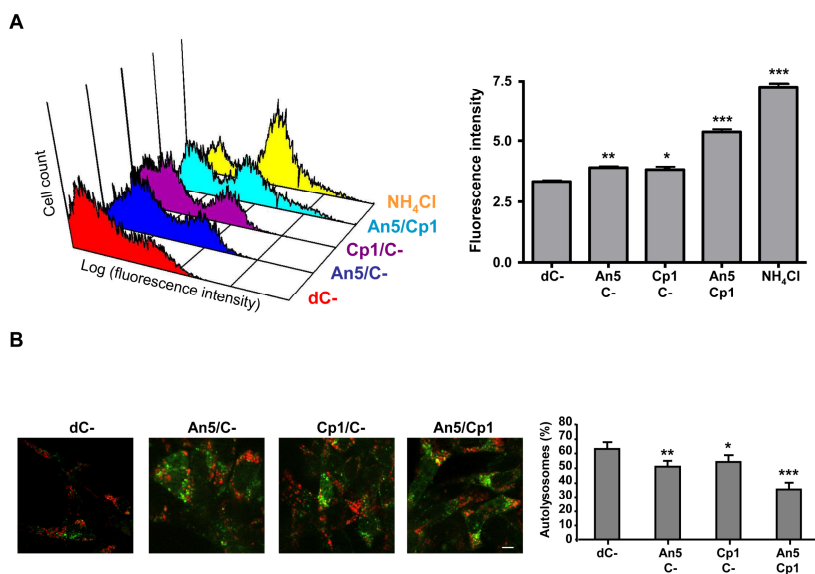 A
Cell count
Log (fluorescence intensity)
NH₄Cl
An5/Cp1
Cp1/C-
An5/C-
dC-
Fluorescence intensity
7.5
5.0
2.5
0.0
** * *** ***
dC- An5 Cp1 An5 NH₄Cl
C- C- Cp1
B
dC- An5/C- Cp1/C- An5/Cp1
Autolysosomes (%)
80
70
60
50
40
30
20
10
0
** * ***
dC- An5 Cp1 An5
C- C- Cp1